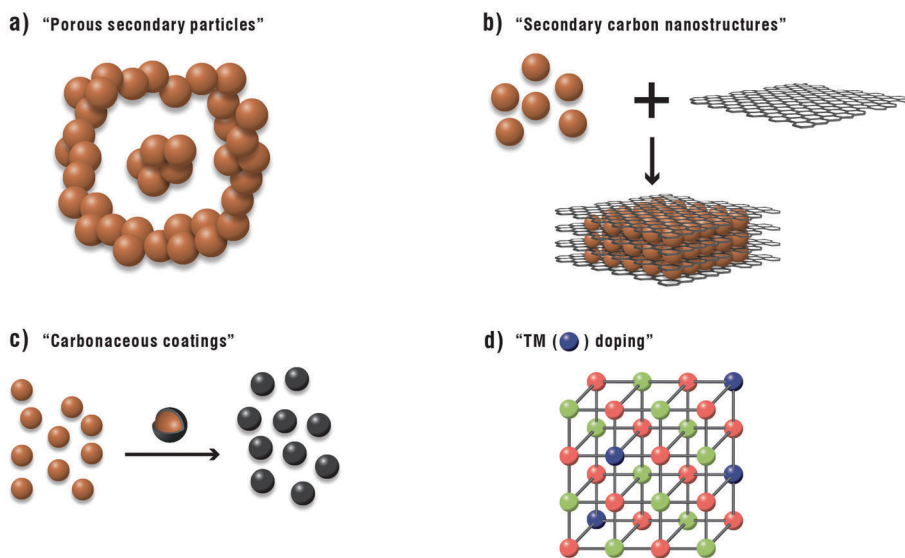 a) “Porous secondary particles”
b) “Secondary carbon nanostructures”
c) “Carbonaceous coatings”
d) “TM ( ) doping”